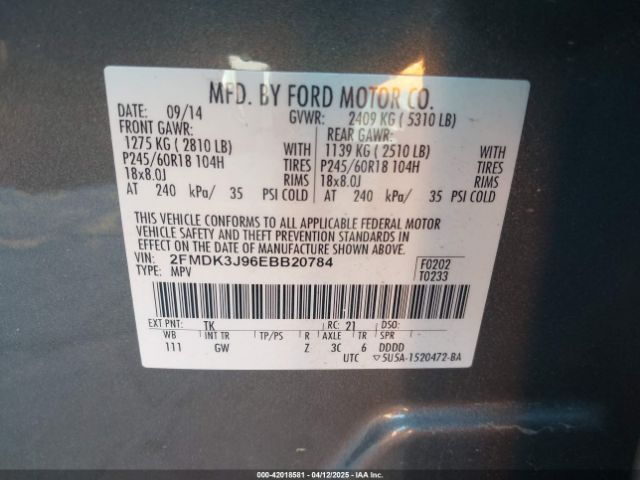 MFD. BY FORD MOTOR CO.
DATE: 09/14 GVWR: 2409 KG ( 5310 LB)
FRONT GAWR: REAR GAWR:
1275 KG ( 2810 LB) WITH 1139 KG ( 2510 LB) WITH
P245/60R18 104H TIRES P245/60R18 104H TIRES
18x8.0J RIMS 18x8.0J RIMS
AT 240 kPa/ 35 PSI COLD AT 240 kPa/ 35 PSI COLD
THIS VEHICLE CONFORMS TO ALL APPLICABLE FEDERAL MOTOR
VEHICLE SAFETY AND THEFT PREVENTION STANDARDS IN
EFFECT ON THE DATE OF MANUFACTURE SHOWN ABOVE.
VIN: 2FMDK3J96EBB20784 F0202
TYPE: MPV T0233
EXT PNT: TK RC: 21 DSO:
WB INT TR TP/PS R AXLE TR SPR
111 GW Z 3C 6 DDDD
UTC ▽5U5A-1520472-BA
000-42018581 - 04/12/2025 - IAA Inc.